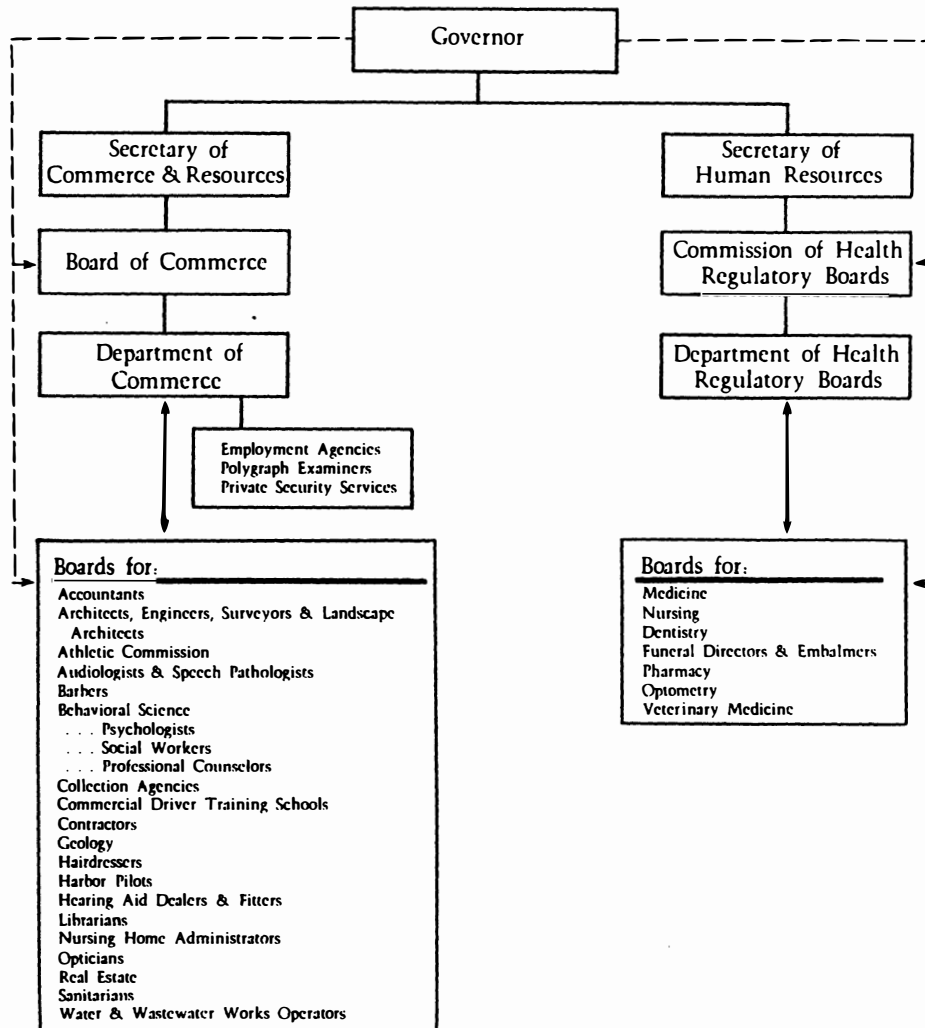 Governor
Secretary of
Commerce & Resources
Board of Commerce
Department of
Commerce
Employment Agencies
Polygraph Examiners
Private Security Services
Boards for:
Accountants
Architects, Engineers, Surveyors & Landscape
Architects
Athletic Commission
Audiologists & Speech Pathologists
Barbers
Behavioral Science
. . . Psychologists
. . . Social Workers
. . . Professional Counselors
Collection Agencies
Commercial Driver Training Schools
Contractors
Geology
Hairdressers
Harbor Pilots
Hearing Aid Dealers & Fitters
Librarians
Nursing Home Administrators
Opticians
Real Estate
Sanitarians
Water & Wastewater Works Operators
Secretary of
Human Resources
Commission of Health
Regulatory Boards
Department of Health
Regulatory Boards
Boards for:
Medicine
Nursing
Dentistry
Funeral Directors & Embalmers
Pharmacy
Optometry
Veterinary Medicine